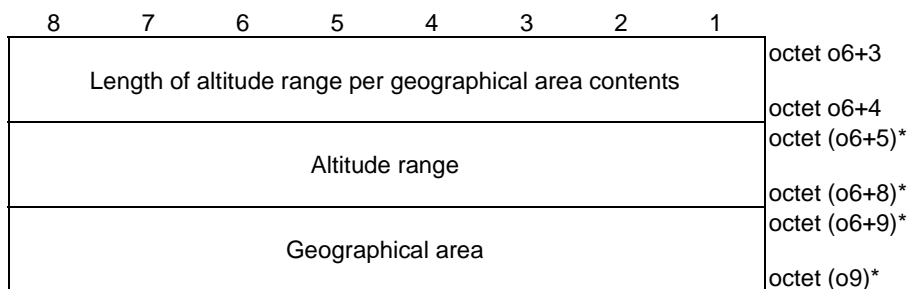 8 7 6 5 4 3 2 1
octet o6+3
Length of altitude range per geographical area contents
octet o6+4
octet (o6+5)*
Altitude range
octet (o6+8)*
octet (o6+9)*
Geographical area
octet (o9)*